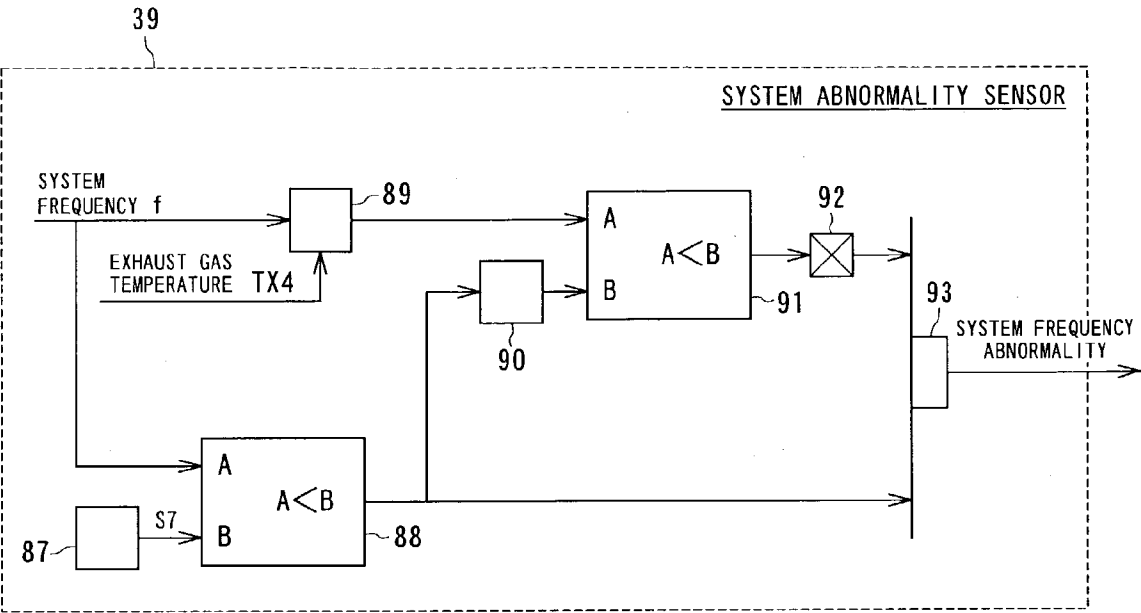 39
SYSTEM ABNORMALITY SENSOR
SYSTEM
FREQUENCY f
89
EXHAUST GAS
TEMPERATURE TX4
A
A<B
B
91
92
90
93
SYSTEM FREQUENCY
ABNORMALITY
A
A<B
B
88
87
S7